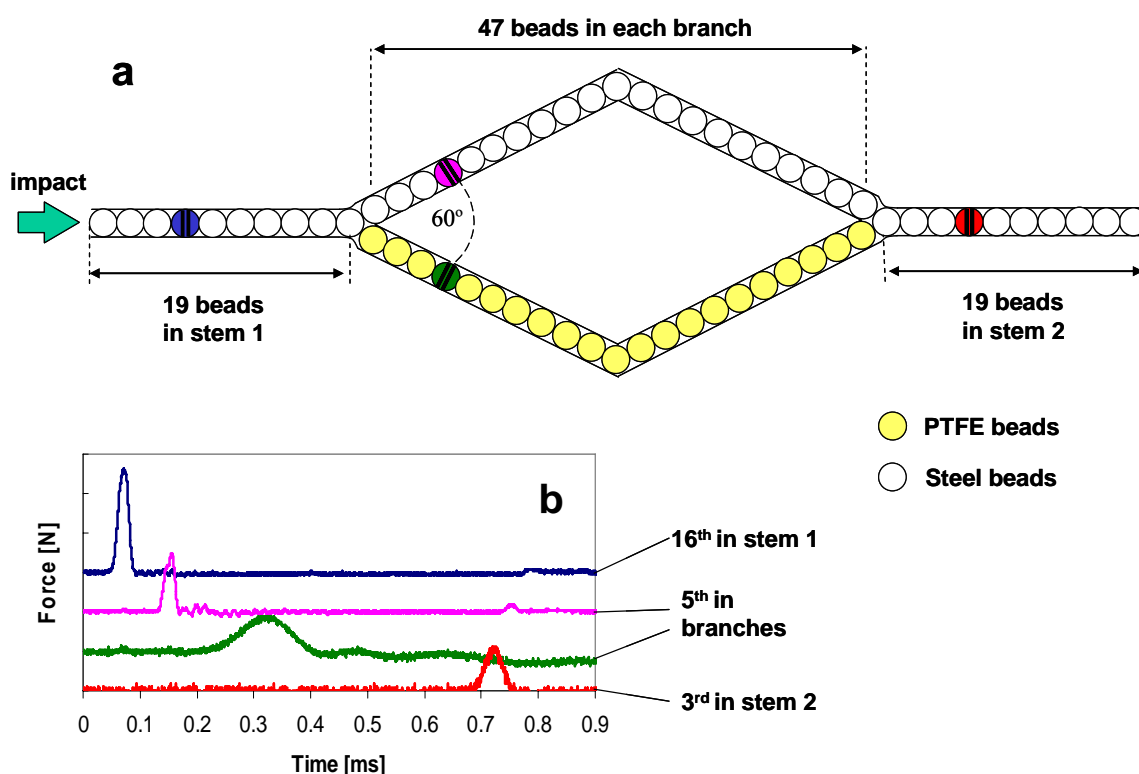 47 beads in each branch
a
impact
60°
19 beads
in stem 1
19 beads
in stem 2
PTFE beads
Steel beads
b
Force [N]
16th in stem 1
5th in
branches
3rd in stem 2
0 0.1 0.2 0.3 0.4 0.5 0.6 0.7 0.8 0.9
Time [ms]